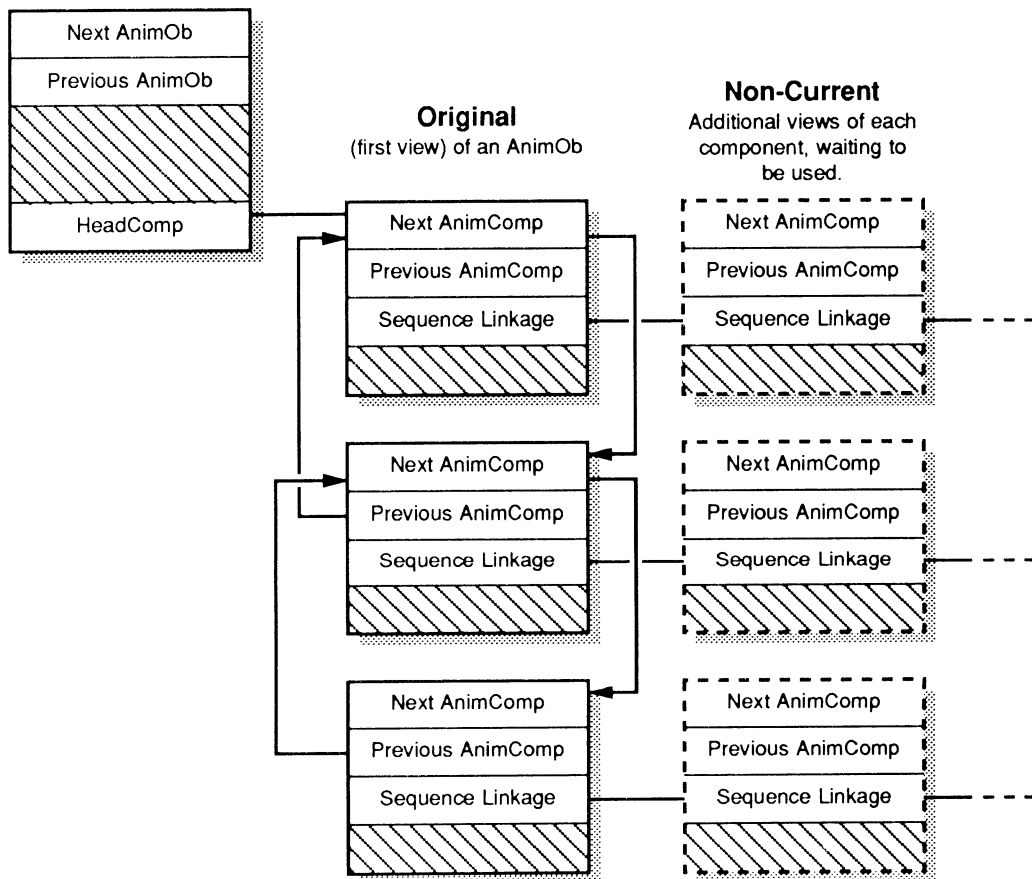 Next AnimOb
Previous AnimOb
HeadComp
Original
(first view) of an AnimOb
Non-Current
Additional views of each
component, waiting to
be used.
Next AnimComp
Previous AnimComp
Sequence Linkage
Next AnimComp
Previous AnimComp
Sequence Linkage
Next AnimComp
Previous AnimComp
Sequence Linkage
Next AnimComp
Previous AnimComp
Sequence Linkage
Next AnimComp
Previous AnimComp
Sequence Linkage
Next AnimComp
Previous AnimComp
Sequence Linkage